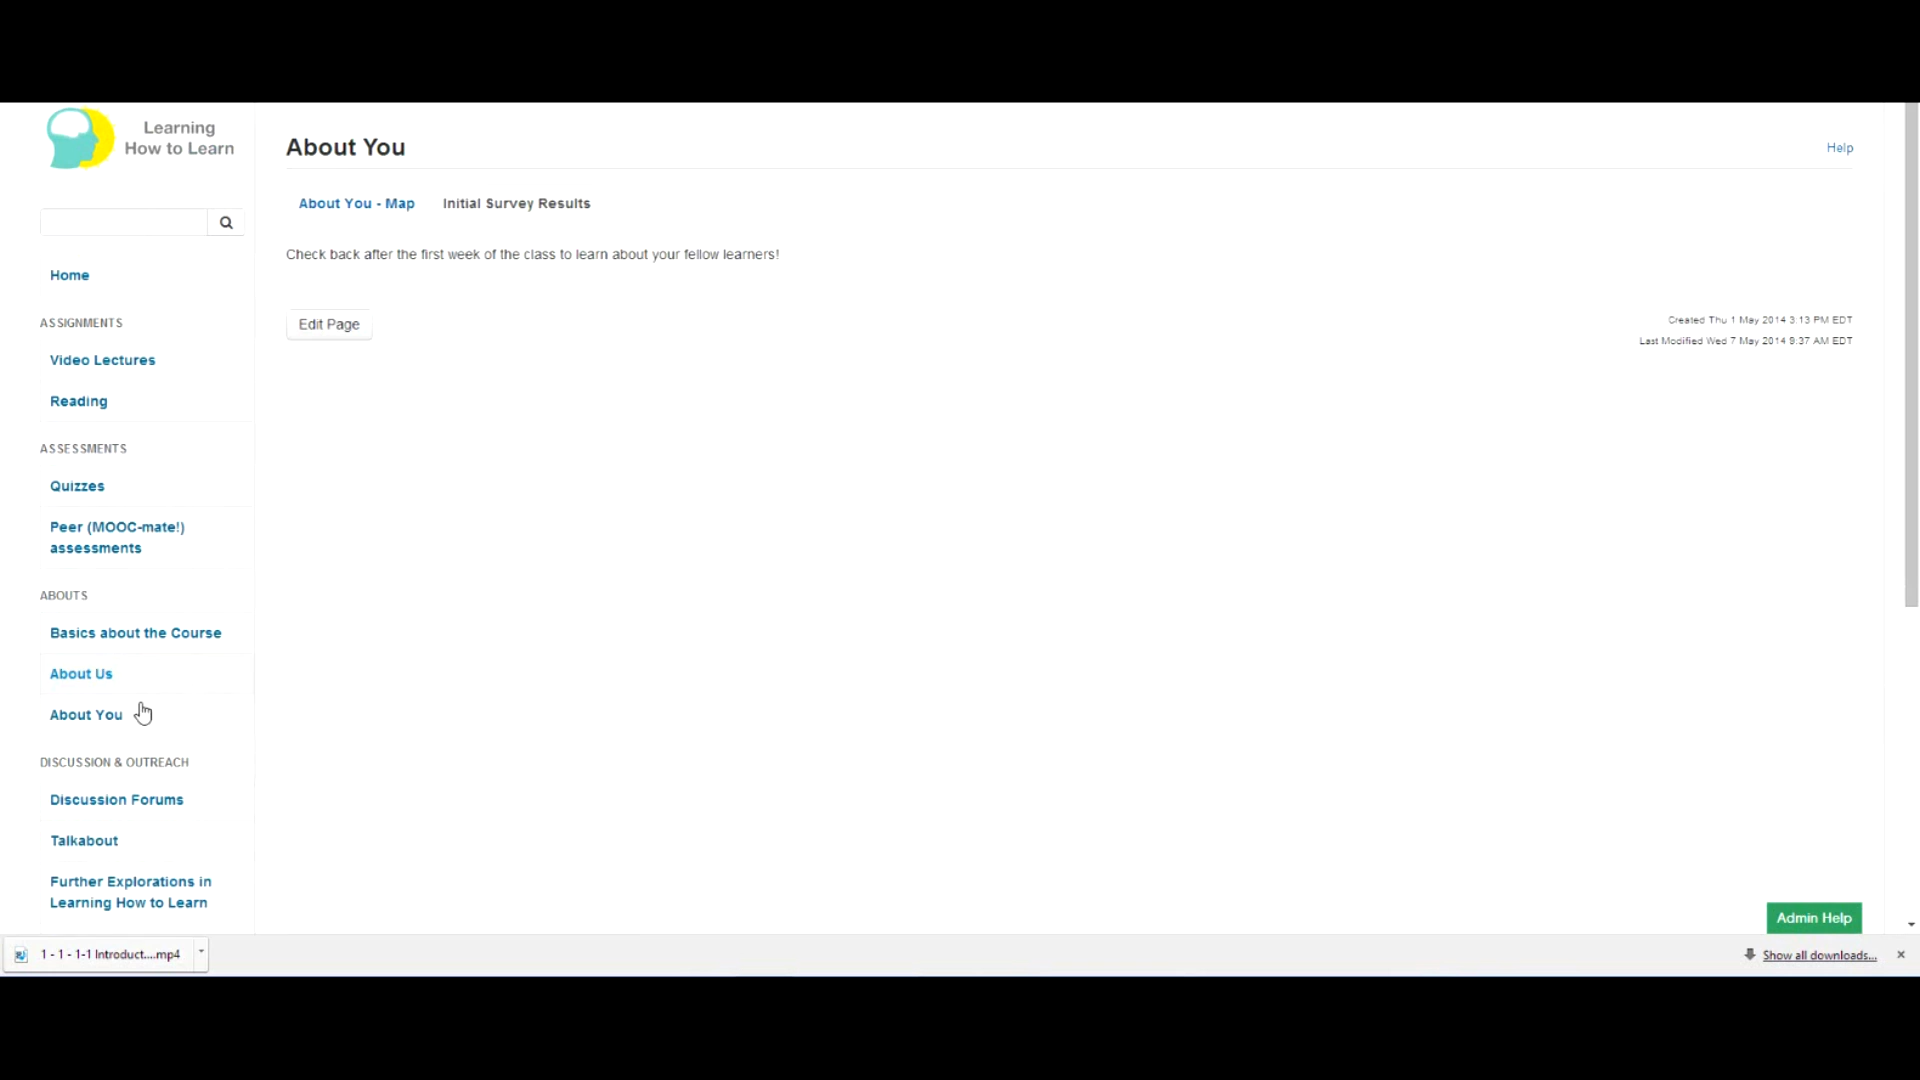 Learning
How to Learn
Home
ASSIGNMENTS
Video Lectures
Reading
ASSESSMENTS
Quizzes
Peer (MOOC-mate!)
assessments
ABOUTS
Basics about the Course
About Us
About You
DISCUSSION & OUTREACH
Discussion Forums
Talkabout
Further Explorations in
Learning How to Learn
About You
Help
About You - Map Initial Survey Results
Check back after the first week of the class to learn about your fellow learners!
Edit Page
Created Thu 1 May 2014 3:13 PM EDT
Last Modified Wed 7 May 2014 9:37 AM EDT
Admin Help
1 - 1 - 1-1 Introduct....mp4
Show all downloads...